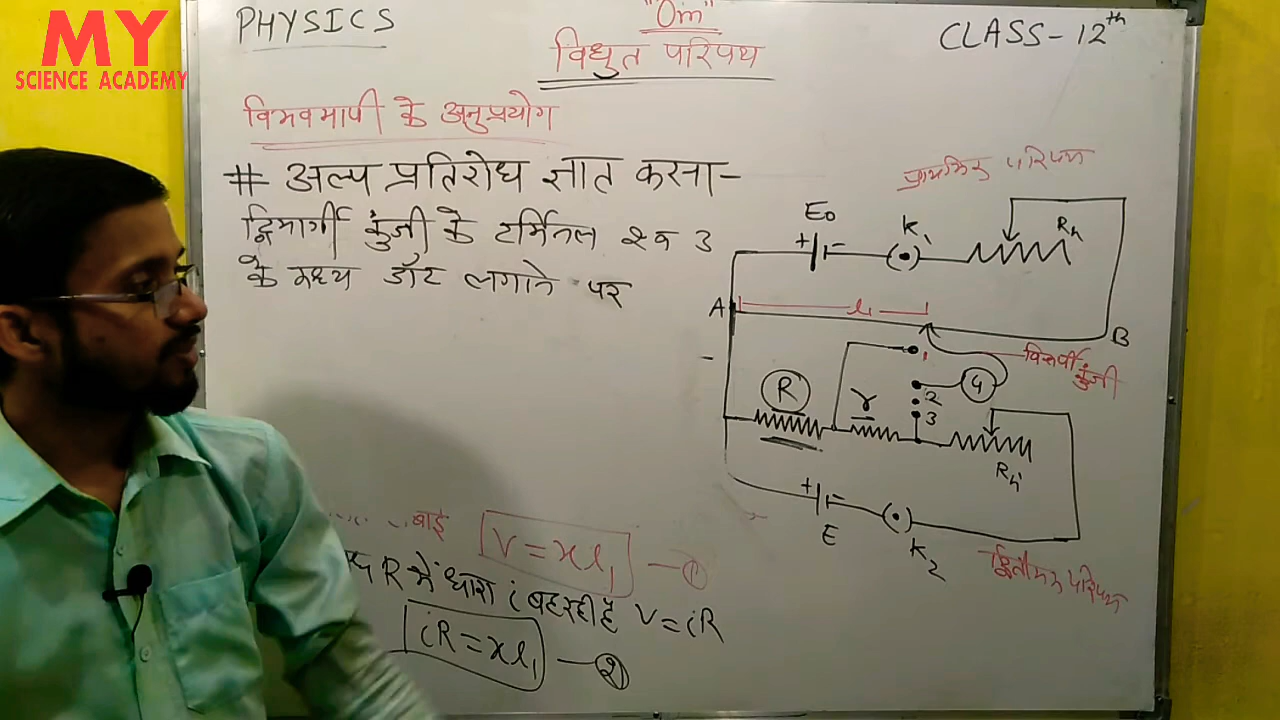 MY
SCIENCE ACADEMY
PHYSICS
"Om"
CLASS-12th
विधुत परिपथ
विभवमापी के अनुप्रयोग
# अल्प प्रतिरोध ज्ञात करना-
द्विमार्गी कुंजी के टर्मिनल २ व 3
के मध्य डॉट लगाने पर
प्राथमिक परिपथ
E0
+ -
K1
Rh
A
l1
B
1
द्विमार्गी
कुंजी
R
r
G
2
3
Rh'
+ -
E
K2
द्वितीयक परिपथ
बाई V = xl1 - ①
R में धारा i बह रही है V = iR
iR = xl1 - ②